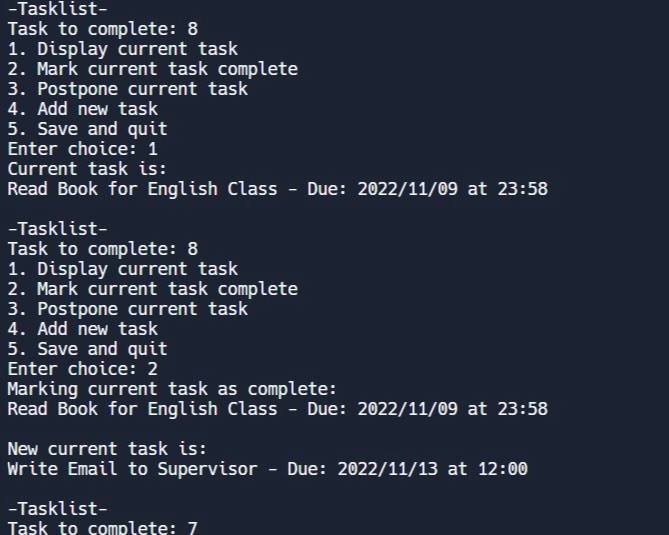 -Tasklist-
Task to complete: 8
1. Display current task
2. Mark current task complete
3. Postpone current task
4. Add new task
5. Save and quit
Enter choice: 1
Current task is:
Read Book for English Class - Due: 2022/11/09 at 23:58
-Tasklist-
Task to complete: 8
1. Display current task
2. Mark current task complete
3. Postpone current task
4. Add new task
5. Save and quit
Enter choice: 2
Marking current task as complete:
Read Book for English Class - Due: 2022/11/09 at 23:58
New current task is:
Write Email to Supervisor - Due: 2022/11/13 at 12:00
-Tasklist-
Task to complete: 7